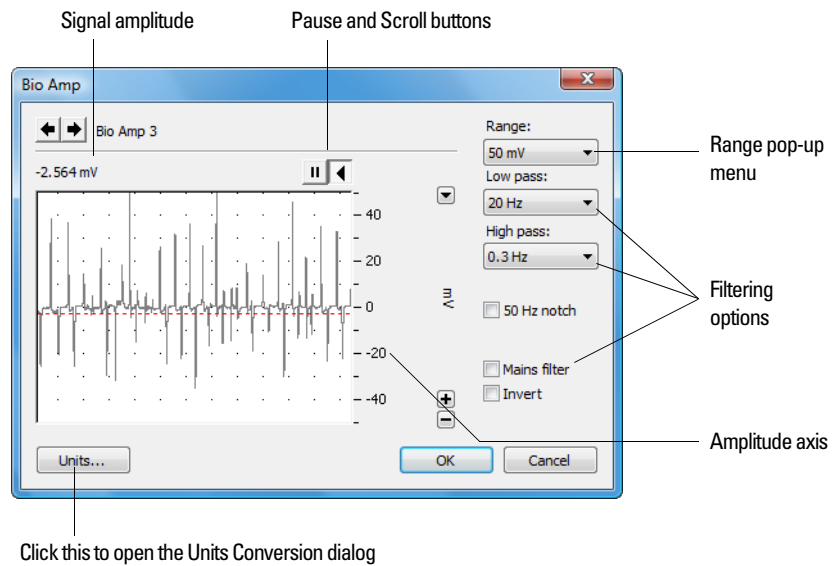 Signal amplitude
Pause and Scroll buttons
Bio Amp
Bio Amp 3
-2.564 mV
Range:
50 mV
Range pop-up
menu
Low pass:
20 Hz
High pass:
0.3 Hz
40
20
0
-20
-40
mV
50 Hz notch
Filtering
options
Mains filter
Invert
Amplitude axis
Units...
OK
Cancel
Click this to open the Units Conversion dialog